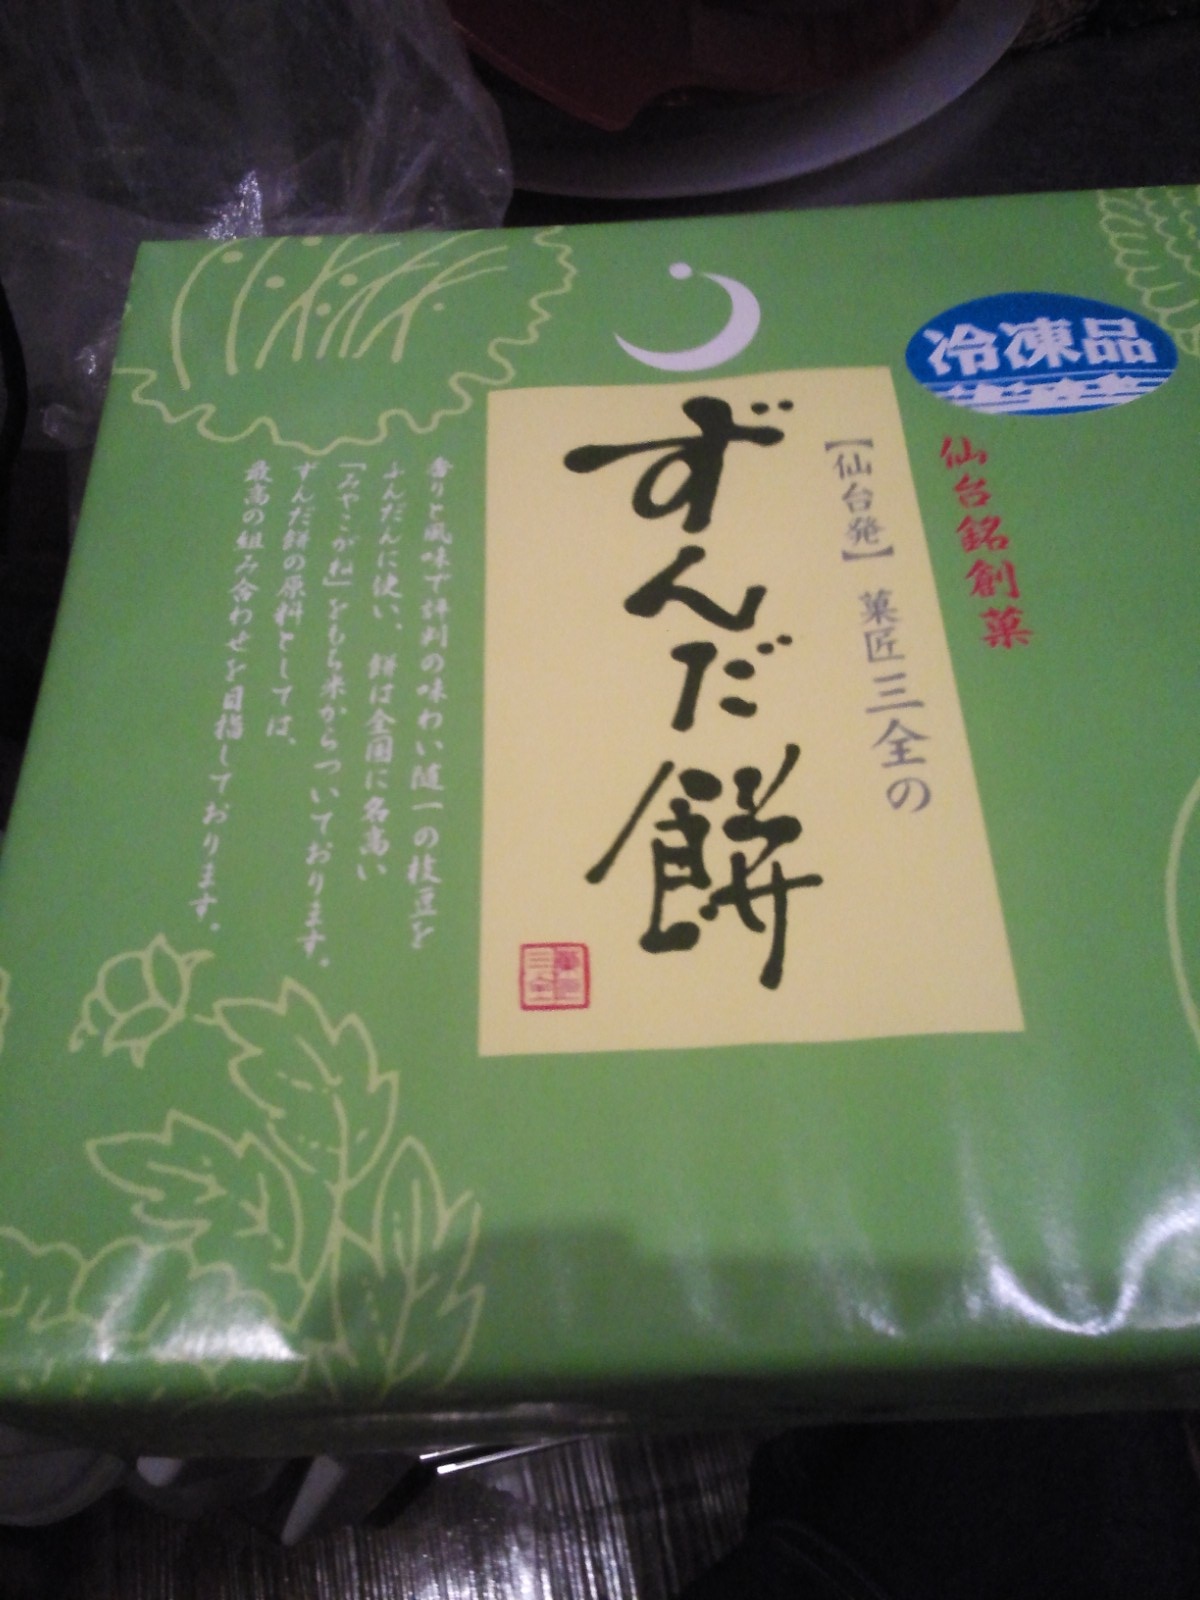 冷凍品
仙台銘創菓
【仙台発】 菓匠三全の
ずんだ餅
香りと風味で評判の味わい随一の枝豆を
ふんだんに使い、餅は全国に名高い
「みやこがね」をもち米からついております。
ずんだ餅の原料としては、
最高の組み合わせを目指しております。
菓匠
三全